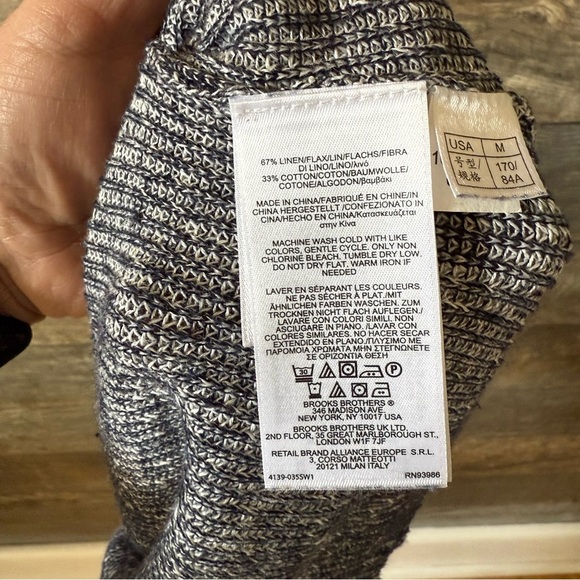 67% LINEN/FLAX/LIN/FLACHS/FIBRA
DI LINO/LINO/λινό
33% COTTON/COTON/BAUMWOLLE/
COTONE/ALGODON/βαμβάκι
MADE IN CHINA/FABRIQUÉ EN CHINE/IN
CHINA HERGESTELLT /CONFEZIONATO IN
CINA/HECHO EN CHINA/Κατασκευάζεται
στην Κίνα
MACHINE WASH COLD WITH LIKE
COLORS, GENTLE CYCLE. ONLY NON
CHLORINE BLEACH. TUMBLE DRY LOW.
DO NOT DRY FLAT. WARM IRON IF
NEEDED
LAVER EN SÉPARANT LES COULEURS.
NE PAS SÉCHER À PLAT./MIT
ÄHNLICHEN FARBEN WASCHEN. ZUM
TROCKNEN NICHT FLACH AUFLEGEN./
LAVARE CON COLORI SIMILI. NON
ASCIUGARE IN PIANO./LAVAR CON
COLORES SIMILARES. NO HACER SECAR
EXTENDIDO EN PLANO./ΠΛΥΣΙΜΟ ΜΕ
ΠΑΡΟΜΟΙΑ ΧΡΩΜΑΤΑ ΜΗΝ ΣΤΕΓΝΩΝΕΤΕ
ΣΕ ΟΡΙΖΟΝΤΙΑ ΘΕΣΗ
30
BROOKS BROTHERS ®
346 MADISON AVE.
NEW YORK, NY 10017 USA
BROOKS BROTHERS UK LTD.
2ND FLOOR, 35 GREAT MARLBOROUGH ST.,
LONDON W1F 7JF
RETAIL BRAND ALLIANCE EUROPE S.R.L.
3, CORSO MATTEOTTI
20121 MILAN ITALY
4139-0355W1 RN93986
USA M
号型/规格 170/84A
1